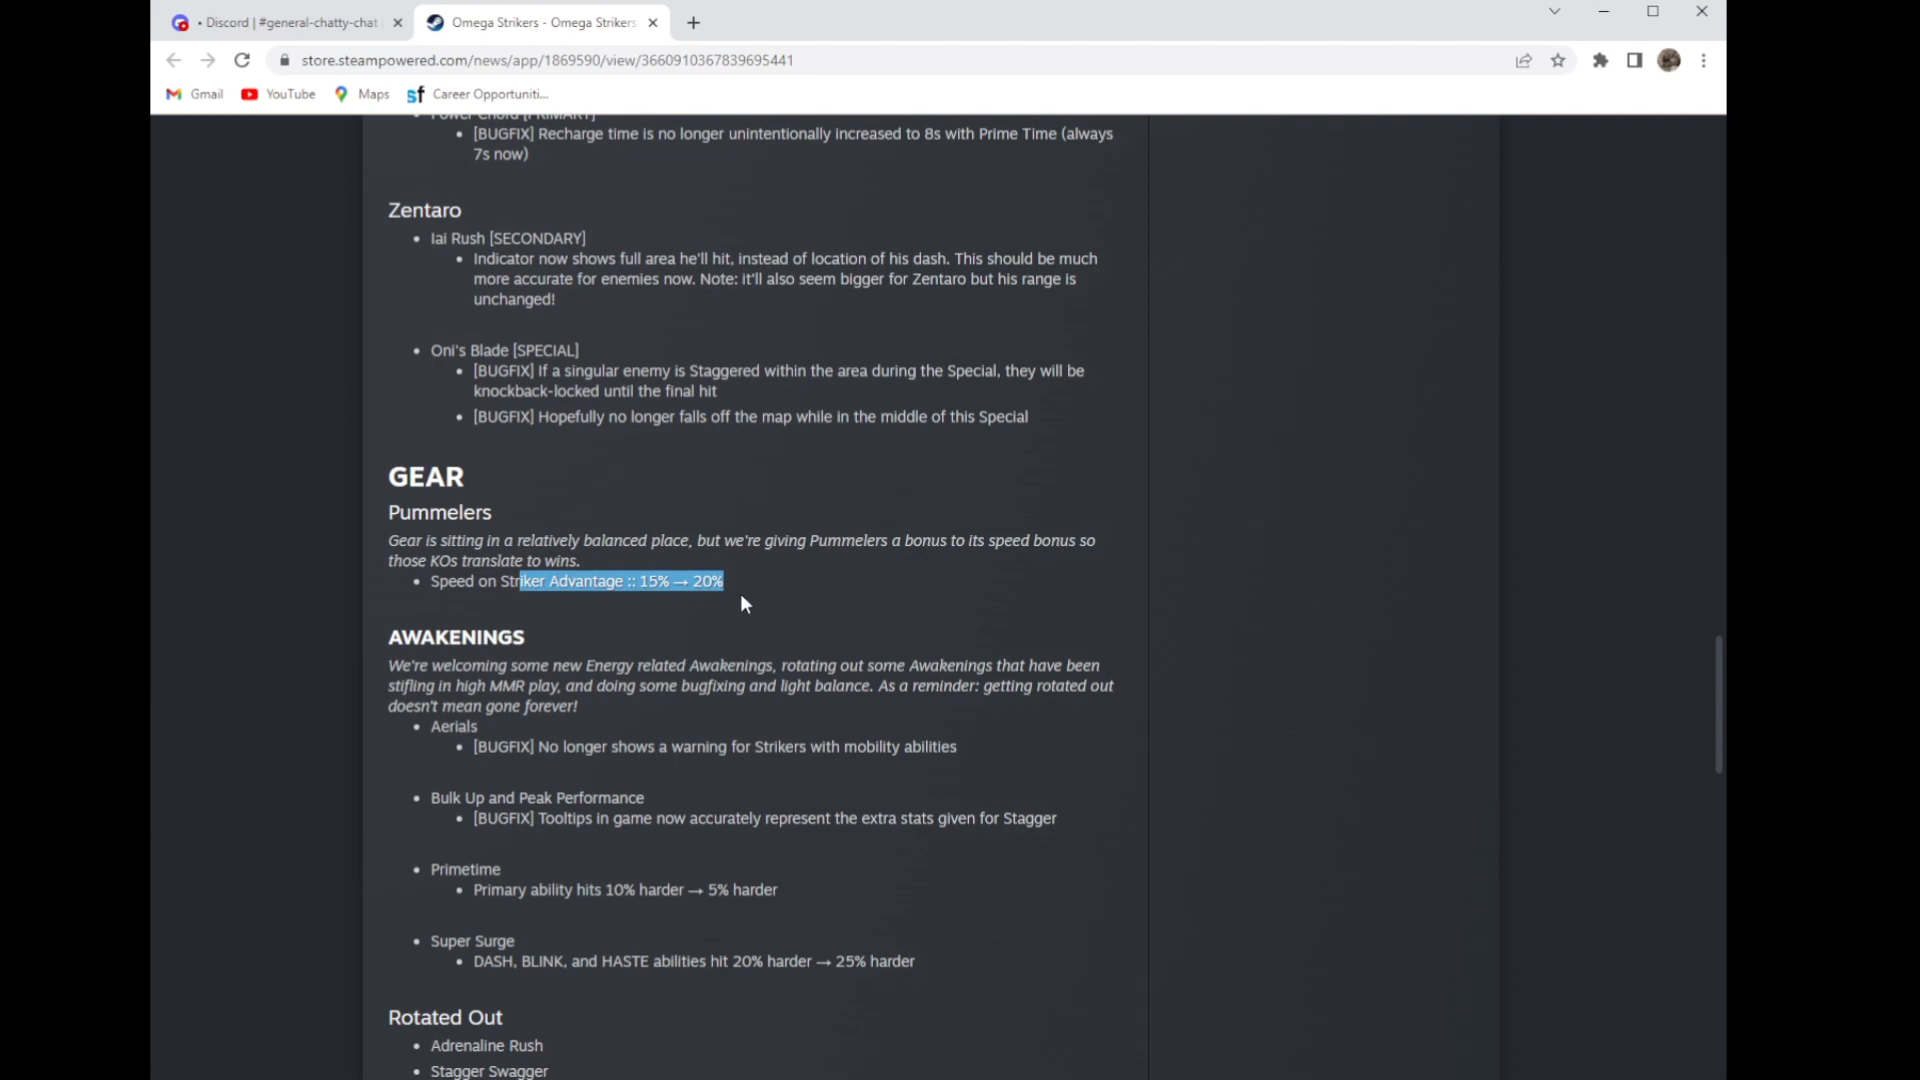 • Discord | #general-chatty-chat
Omega Strikers - Omega Strikers
store.steampowered.com/news/app/1869590/view/3660910367839695441
Gmail
YouTube
Maps
sf
Career Opportuniti...
Power Chord [PRIMARY]
• [BUGFIX] Recharge time is no longer unintentionally increased to 8s with Prime Time (always
7s now)
Zentaro
• Iai Rush [SECONDARY]
• Indicator now shows full area he'll hit, instead of location of his dash. This should be much
more accurate for enemies now. Note: it'll also seem bigger for Zentaro but his range is
unchanged!
• Oni's Blade [SPECIAL]
• [BUGFIX] If a singular enemy is Staggered within the area during the Special, they will be
knockback-locked until the final hit
• [BUGFIX] Hopefully no longer falls off the map while in the middle of this Special
GEAR
Pummelers
Gear is sitting in a relatively balanced place, but we're giving Pummelers a bonus to its speed bonus so
those KOs translate to wins.
• Speed on Striker Advantage :: 15% → 20%
AWAKENINGS
We're welcoming some new Energy related Awakenings, rotating out some Awakenings that have been
stifling in high MMR play, and doing some bugfixing and light balance. As a reminder: getting rotated out
doesn't mean gone forever!
• Aerials
• [BUGFIX] No longer shows a warning for Strikers with mobility abilities
• Bulk Up and Peak Performance
• [BUGFIX] Tooltips in game now accurately represent the extra stats given for Stagger
• Primetime
• Primary ability hits 10% harder → 5% harder
• Super Surge
• DASH, BLINK, and HASTE abilities hit 20% harder → 25% harder
Rotated Out
• Adrenaline Rush
• Stagger Swagger